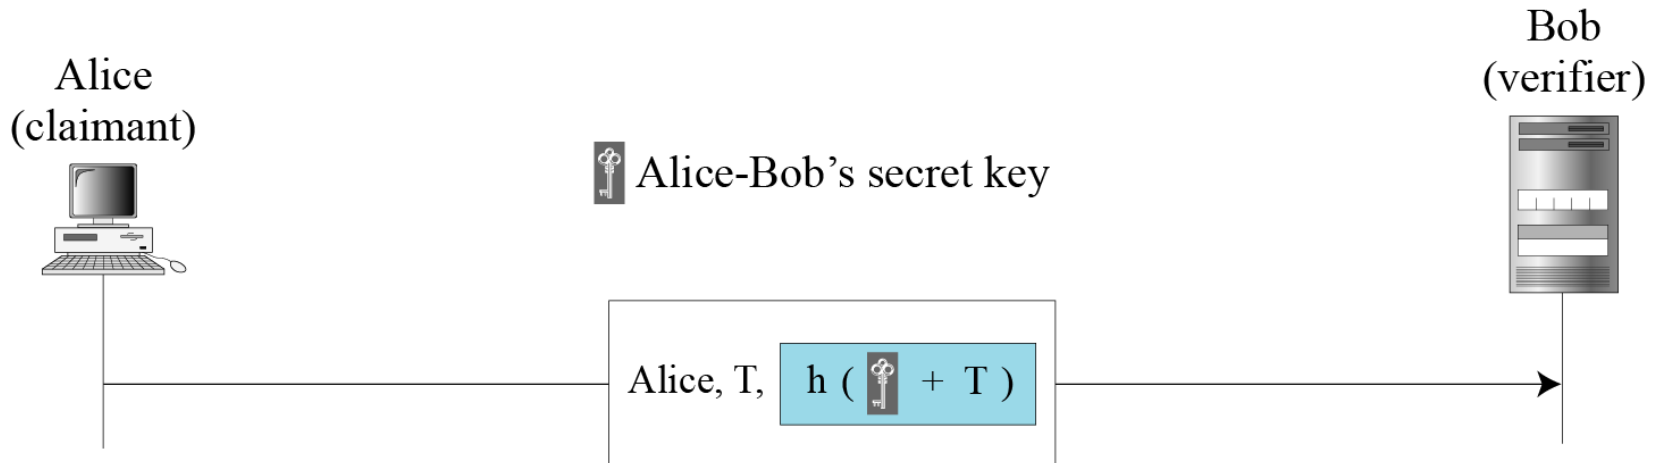 Alice
(claimant)
Bob
(verifier)
Alice-Bob’s secret key
Alice, T, h ( + T )